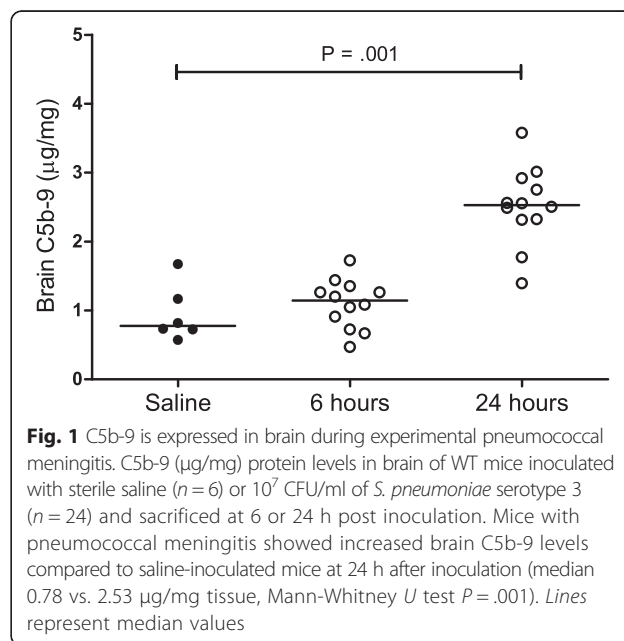 5
P = .001
4
3
2
1
0
Brain C5b-9 (µg/mg)
Saline 6 hours 24 hours
Fig. 1 C5b-9 is expressed in brain during experimental pneumococcal
meningitis. C5b-9 (µg/mg) protein levels in brain of WT mice inoculated
with sterile saline (n = 6) or 10⁷ CFU/ml of S. pneumoniae serotype 3
(n = 24) and sacrificed at 6 or 24 h post inoculation. Mice with
pneumococcal meningitis showed increased brain C5b-9 levels
compared to saline-inoculated mice at 24 h after inoculation (median
0.78 vs. 2.53 µg/mg tissue, Mann-Whitney U test P = .001). Lines
represent median values